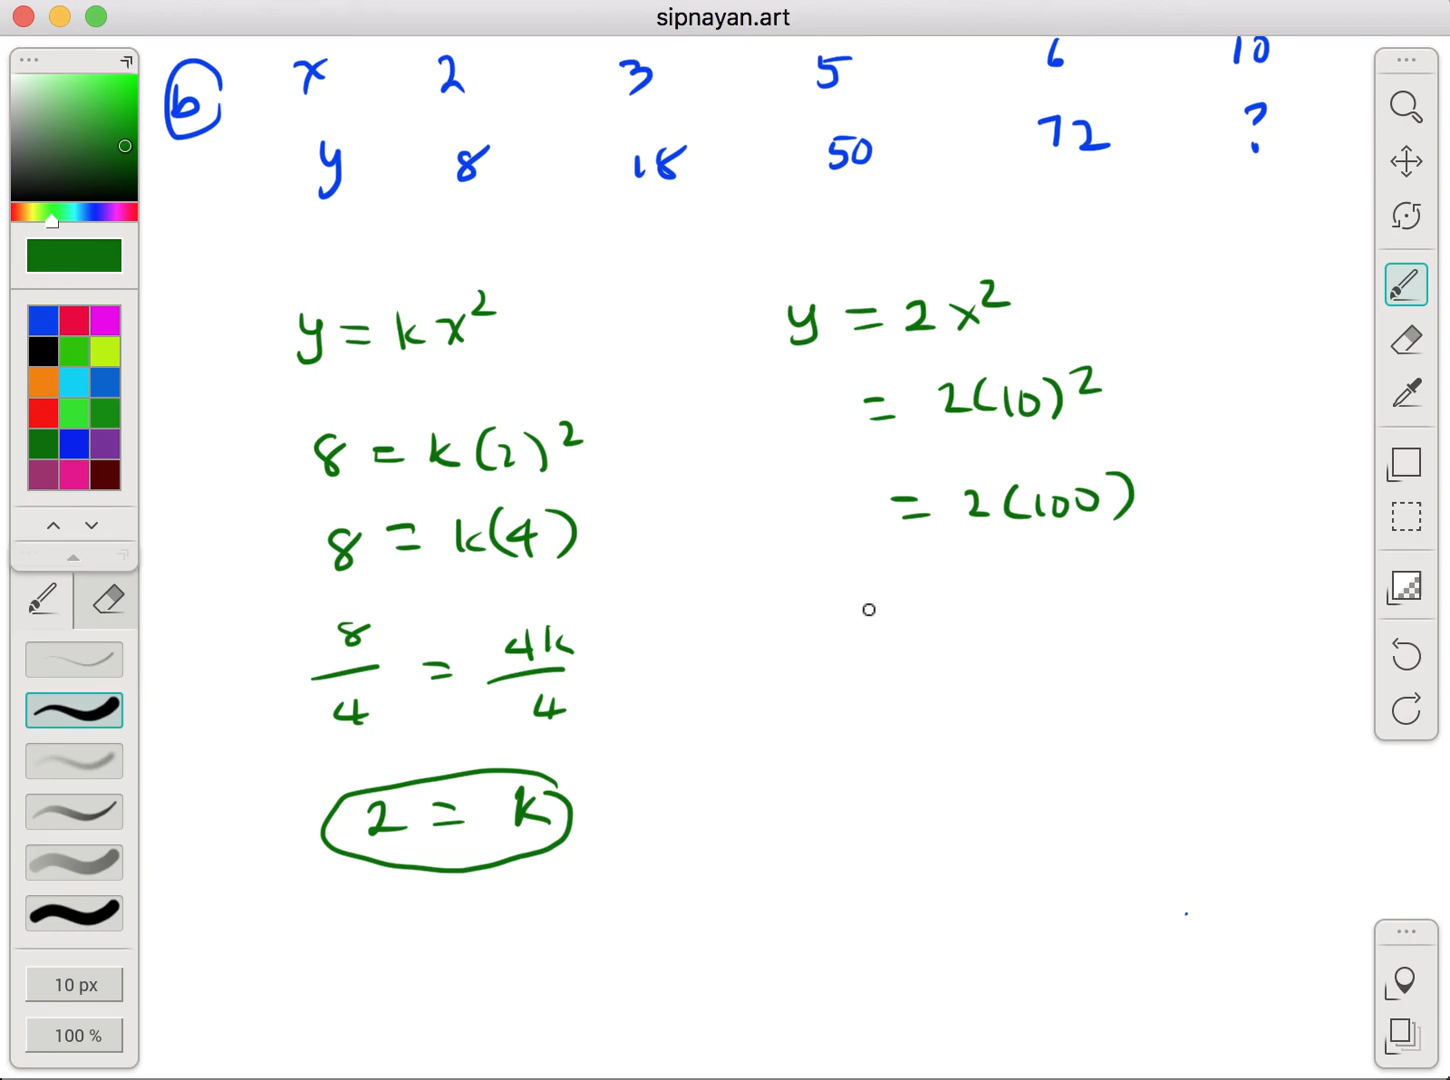 sipnayan.art
b x 2 3 5 6 10
y 8 18 50 72 ?
y = kx²
8 = k(2)²
8 = k(4)
8/4 = 4k/4
2 = k
y = 2x²
= 2(10)²
= 2(100)
10 px
100 %